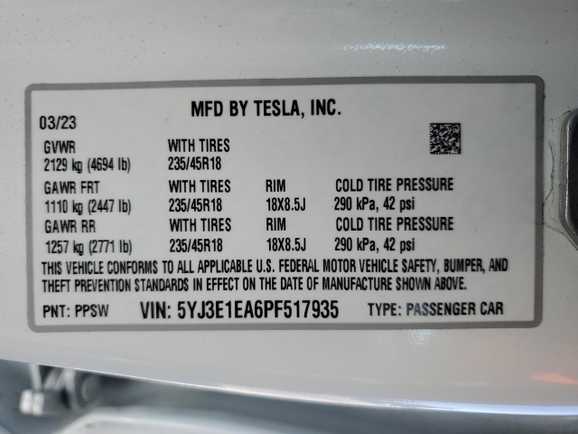 MFD BY TESLA, INC.
03/23
GVWR WITH TIRES
2129 kg (4694 lb) 235/45R18
GAWR FRT WITH TIRES RIM COLD TIRE PRESSURE
1110 kg (2447 lb) 235/45R18 18X8.5J 290 kPa, 42 psi
GAWR RR WITH TIRES RIM COLD TIRE PRESSURE
1257 kg (2771 lb) 235/45R18 18X8.5J 290 kPa, 42 psi
THIS VEHICLE CONFORMS TO ALL APPLICABLE U.S. FEDERAL MOTOR VEHICLE SAFETY, BUMPER, AND
THEFT PREVENTION STANDARDS IN EFFECT ON THE DATE OF MANUFACTURE SHOWN ABOVE.
PNT: PPSW VIN: 5YJ3E1EA6PF517935 TYPE: PASSENGER CAR